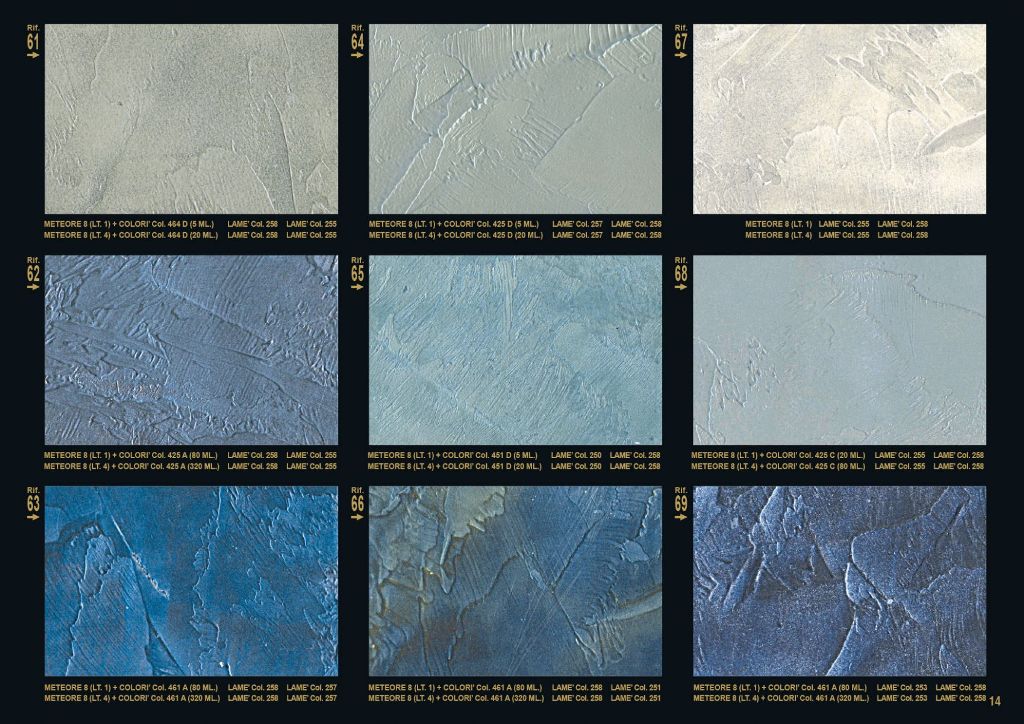 Rif.
61
METEORE 8 (LT. 1) + COLORI' Col. 464 D (5 ML.) LAME' Col. 258 LAME' Col. 255
METEORE 8 (LT. 4) + COLORI' Col. 464 D (20 ML.) LAME' Col. 258 LAME' Col. 255
Rif.
64
METEORE 8 (LT. 1) + COLORI' Col. 425 D (5 ML.) LAME' Col. 257 LAME' Col. 258
METEORE 8 (LT. 4) + COLORI' Col. 425 D (20 ML.) LAME' Col. 257 LAME' Col. 258
Rif.
67
METEORE 8 (LT. 1) LAME' Col. 255 LAME' Col. 258
METEORE 8 (LT. 4) LAME' Col. 255 LAME' Col. 258
Rif.
62
METEORE 8 (LT. 1) + COLORI' Col. 425 A (80 ML.) LAME' Col. 258 LAME' Col. 255
METEORE 8 (LT. 4) + COLORI' Col. 425 A (320 ML.) LAME' Col. 258 LAME' Col. 255
Rif.
65
METEORE 8 (LT. 1) + COLORI' Col. 451 D (5 ML.) LAME' Col. 250 LAME' Col. 258
METEORE 8 (LT. 4) + COLORI' Col. 451 D (20 ML.) LAME' Col. 250 LAME' Col. 258
Rif.
68
METEORE 8 (LT. 1) + COLORI' Col. 425 C (20 ML.) LAME' Col. 255 LAME' Col. 258
METEORE 8 (LT. 4) + COLORI' Col. 425 C (80 ML.) LAME' Col. 255 LAME' Col. 258
Rif.
63
METEORE 8 (LT. 1) + COLORI' Col. 461 A (80 ML.) LAME' Col. 258 LAME' Col. 257
METEORE 8 (LT. 4) + COLORI' Col. 461 A (320 ML.) LAME' Col. 258 LAME' Col. 257
Rif.
66
METEORE 8 (LT. 1) + COLORI' Col. 461 A (80 ML.) LAME' Col. 258 LAME' Col. 251
METEORE 8 (LT. 4) + COLORI' Col. 461 A (320 ML.) LAME' Col. 258 LAME' Col. 251
Rif.
69
METEORE 8 (LT. 1) + COLORI' Col. 461 A (80 ML.) LAME' Col. 253 LAME' Col. 258
METEORE 8 (LT. 4) + COLORI' Col. 461 A (320 ML.) LAME' Col. 253 LAME' Col. 258
14